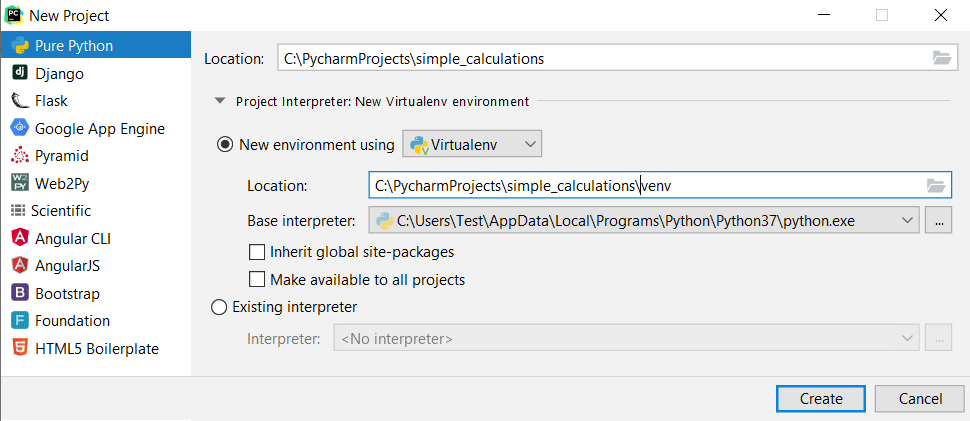 New Project
Pure Python
Django
Flask
Google App Engine
Pyramid
Web2Py
Scientific
Angular CLI
AngularJS
Bootstrap
Foundation
HTML5 Boilerplate
Location: C:\PycharmProjects\simple_calculations
Project Interpreter: New Virtualenv environment
New environment using Virtualenv
Location: C:\PycharmProjects\simple_calculations\venv
Base interpreter: C:\Users\Test\AppData\Local\Programs\Python\Python37\python.exe ...
Inherit global site-packages
Make available to all projects
Existing interpreter
Interpreter: <No interpreter> ...
Create Cancel